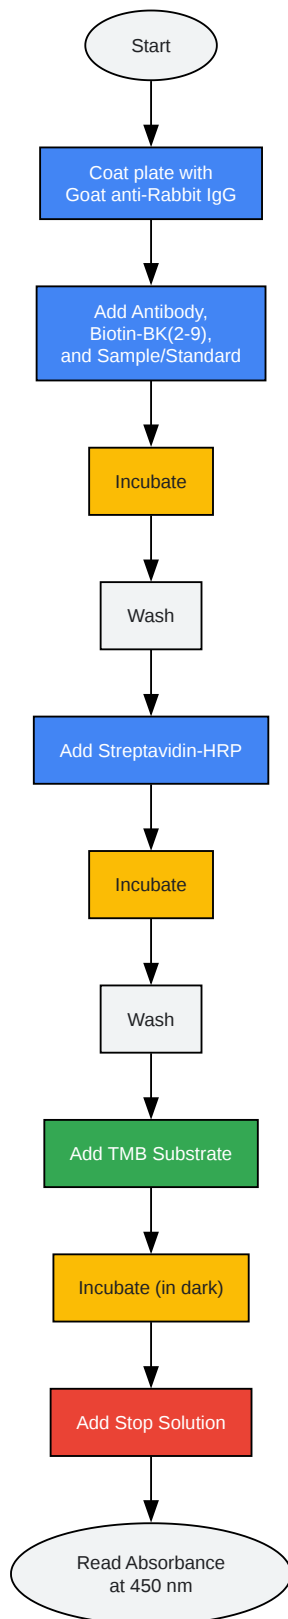 Start
Coat plate with
Goat anti-Rabbit IgG
Add Antibody,
Biotin-BK(2-9),
and Sample/Standard
Incubate
Wash
Add Streptavidin-HRP
Incubate
Wash
Add TMB Substrate
Incubate (in dark)
Add Stop Solution
Read Absorbance
at 450 nm